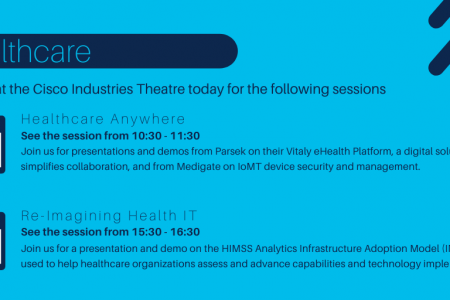 lthcare
at the Cisco Industries Theatre today for the following sessions
Healthcare Anywhere
See the session from 10:30 - 11:30
Join us for presentations and demos from Parsek on their Vitaly eHealth Platform, a digital sol
simplifies collaboration, and from Medigate on IoMT device security and management.
Re-Imagining Health IT
See the session from 15:30 - 16:30
Join us for a presentation and demo on the HIMSS Analytics Infrastructure Adoption Model (I
used to help healthcare organizations assess and advance capabilities and technology imple